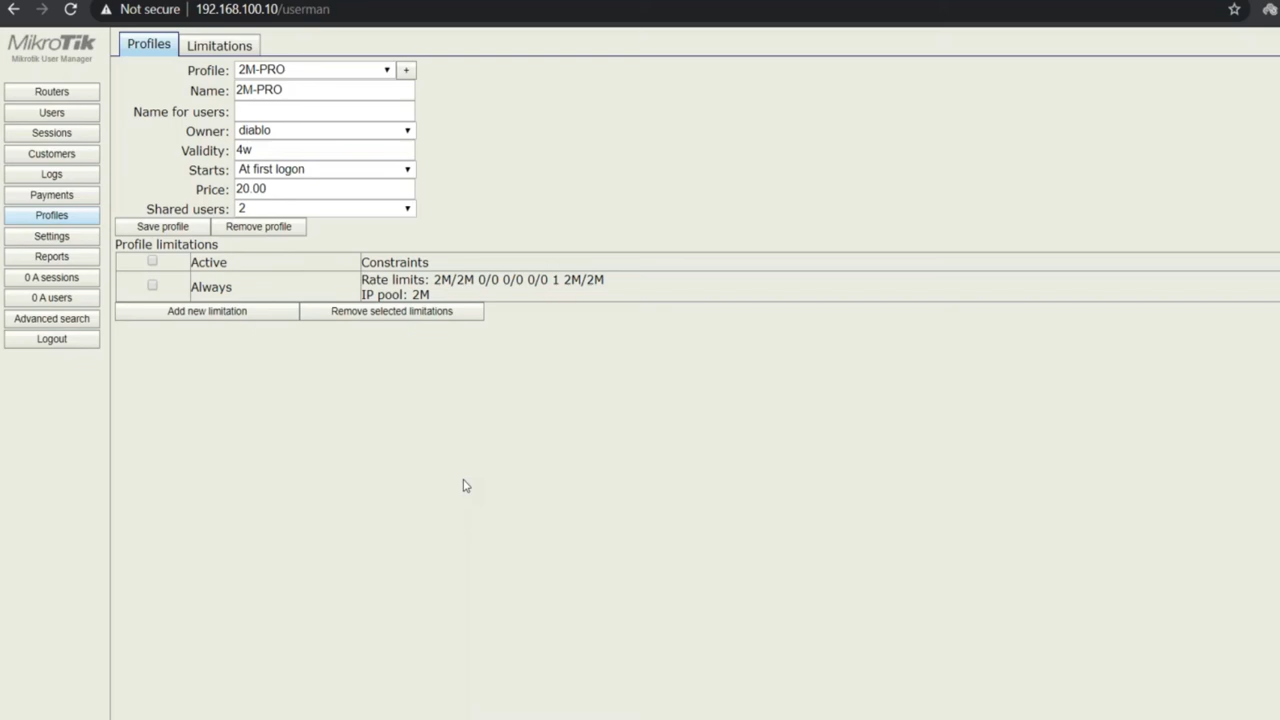 Not secure 192.168.100.10/userman
MikroTik
Mikrotik User Manager
Routers
Users
Sessions
Customers
Logs
Payments
Profiles
Settings
Reports
0 A sessions
0 A users
Advanced search
Logout
Profiles Limitations
Profile: 2M-PRO +
Name: 2M-PRO
Name for users:
Owner: diablo
Validity: 4w
Starts: At first logon
Price: 20.00
Shared users: 2
Save profile Remove profile
Profile limitations
Active Constraints
Always Rate limits: 2M/2M 0/0 0/0 0/0 1 2M/2M
IP pool: 2M
Add new limitation Remove selected limitations